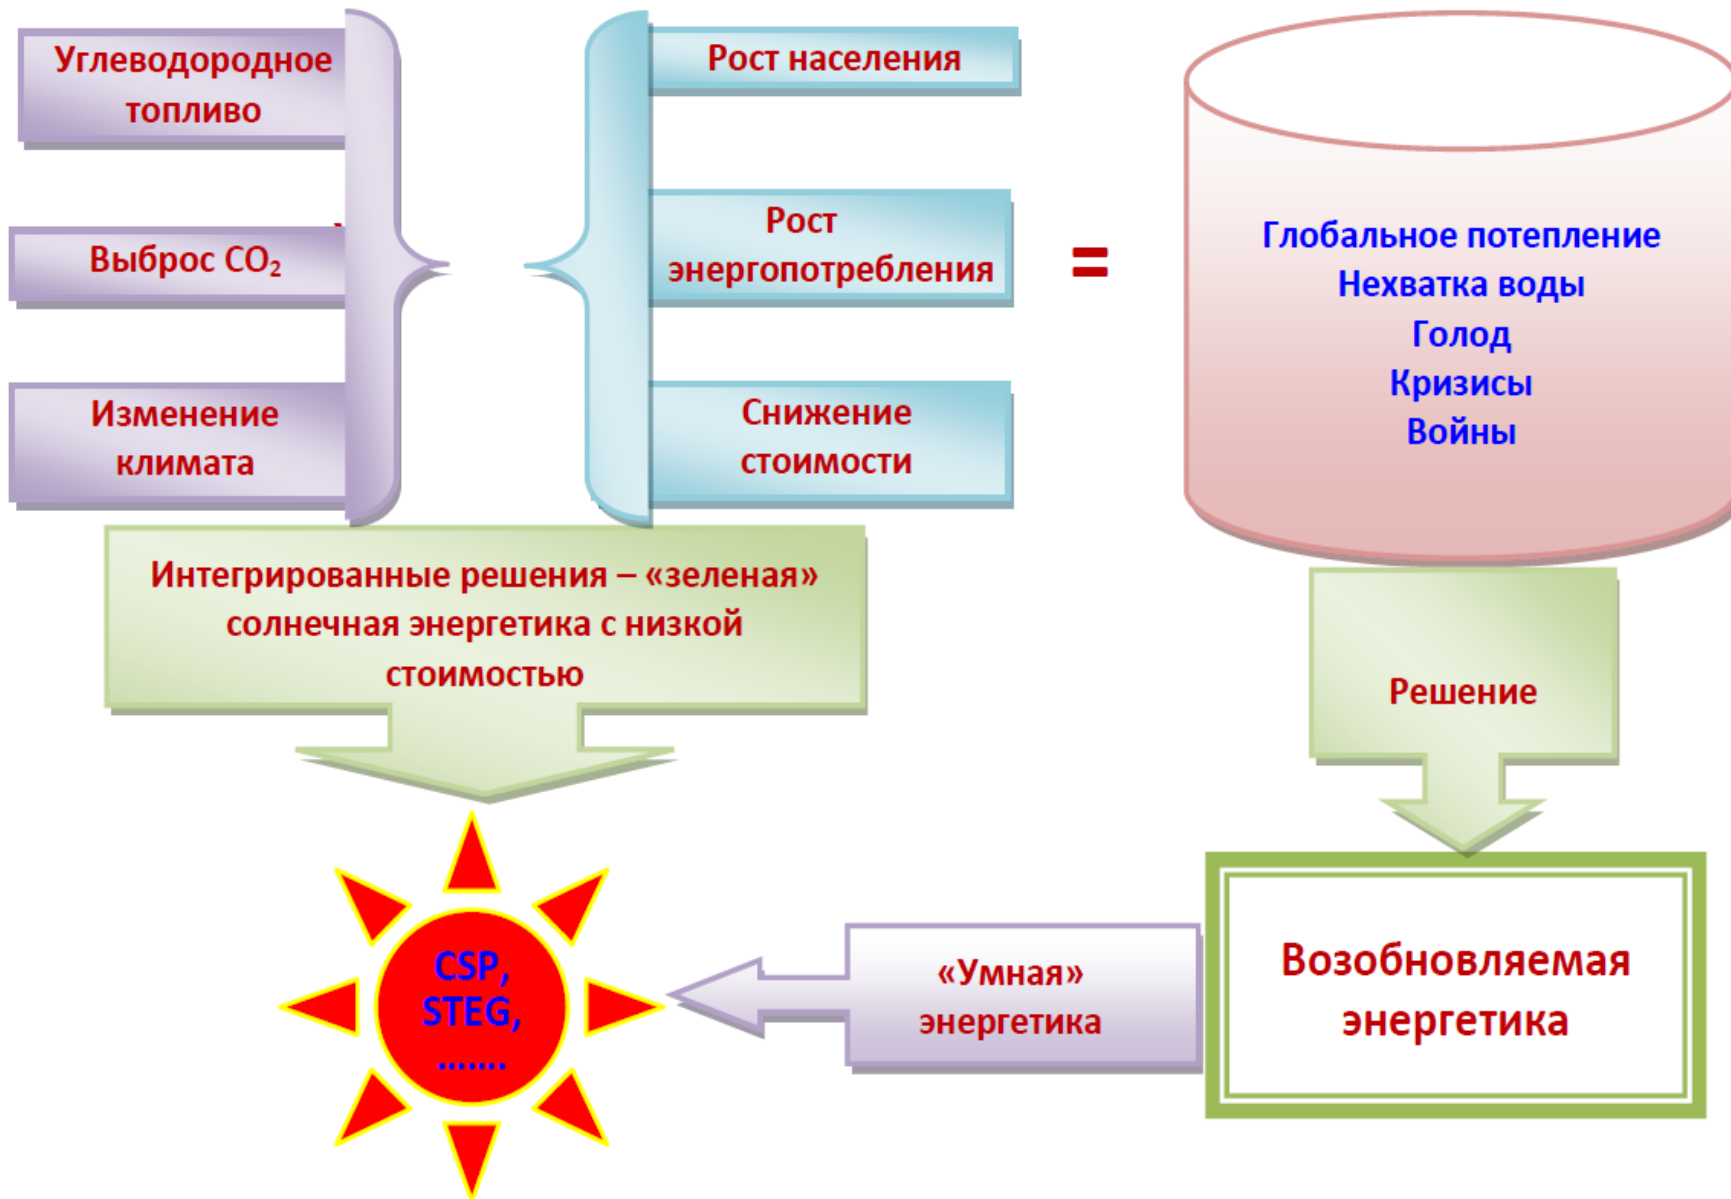 Углеводородное
топливо
Выброс CO₂
Изменение
климата
Рост населения
Рост
энергопотребления
Снижение
стоимости
=
Глобальное потепление
Нехватка воды
Голод
Кризисы
Войны
Интегрированные решения – «зеленая»
солнечная энергетика с низкой
стоимостью
Решение
CSP,
STEG,
.......
«Умная»
энергетика
Возобновляемая
энергетика